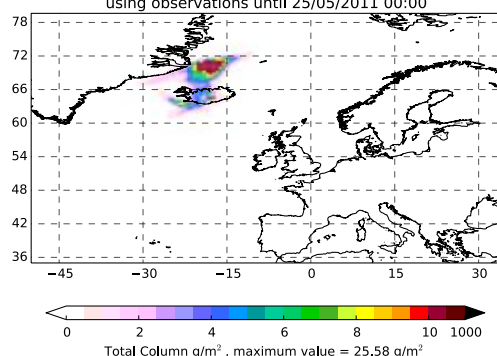 using observations until 25/05/2011 00:00
78
72
66
60
54
48
42
36
−45 −30 −15 0 15 30
0 2 4 6 8 10 1000
Total Column g/m² , maximum value = 25.58 g/m²